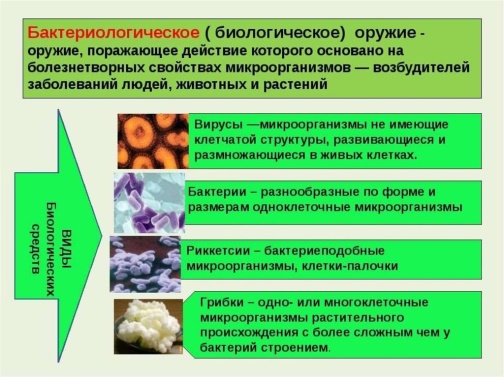 Бактериологическое ( биологическое) оружие -
оружие, поражающее действие которого основано на
болезнетворных свойствах микроорганизмов — возбудителей
заболеваний людей, животных и растений
ВИДЫ
Биологических
средств
Вирусы —микроорганизмы не имеющие
клетчатой структуры, развивающиеся и
размножающиеся в живых клетках.
Бактерии – разнообразные по форме и
размерам одноклеточные микроорганизмы
Риккетсии – бактериеподобные
микроорганизмы, клетки-палочки
Грибки – одно- или многоклеточные
микроорганизмы растительного
происхождения с более сложным чем у
бактерий строением.